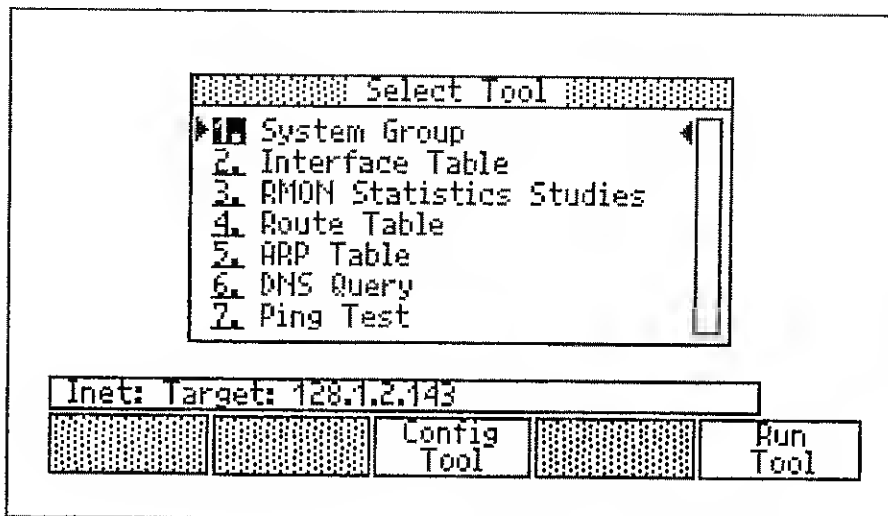 Select Tool
1. System Group
2. Interface Table
3. RMON Statistics Studies
4. Route Table
5. ARP Table
6. DNS Query
7. Ping Test
Inet: Target: 128.1.2.143
Config
Tool
Run
Tool